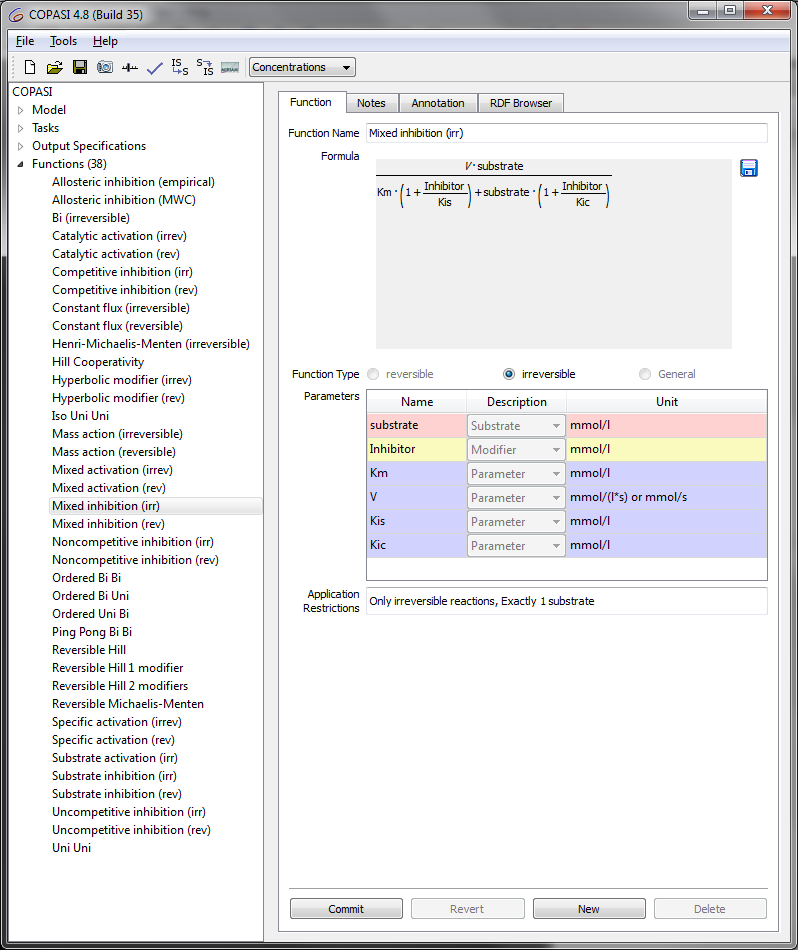 COPASI 4.8 (Build 35)
File Tools Help
Concentrations
COPASI
Model
Tasks
Output Specifications
Functions (38)
Allosteric inhibition (empirical)
Allosteric inhibition (MWC)
Bi (irreversible)
Catalytic activation (irrev)
Catalytic activation (rev)
Competitive inhibition (irr)
Competitive inhibition (rev)
Constant flux (irreversible)
Constant flux (reversible)
Henri-Michaelis-Menten (irreversible)
Hill Cooperativity
Hyperbolic modifier (irrev)
Hyperbolic modifier (rev)
Iso Uni Uni
Mass action (irreversible)
Mass action (reversible)
Mixed activation (irrev)
Mixed activation (rev)
Mixed inhibition (irr)
Mixed inhibition (rev)
Noncompetitive inhibition (irr)
Noncompetitive inhibition (rev)
Ordered Bi Bi
Ordered Bi Uni
Ordered Uni Bi
Ping Pong Bi Bi
Reversible Hill
Reversible Hill 1 modifier
Reversible Hill 2 modifiers
Reversible Michaelis-Menten
Specific activation (irrev)
Specific activation (rev)
Substrate activation (irr)
Substrate inhibition (irr)
Substrate inhibition (rev)
Uncompetitive inhibition (irr)
Uncompetitive inhibition (rev)
Uni Uni
Function Notes Annotation RDF Browser
Function Name Mixed inhibition (irr)
Formula
V·substrate
Km·(1+Inhibitor/Kis)+substrate·(1+Inhibitor/Kic)
Function Type reversible irreversible General
Parameters
Name Description Unit
substrate Substrate mmol/l
Inhibitor Modifier mmol/l
Km Parameter mmol/l
V Parameter mmol/(l*s) or mmol/s
Kis Parameter mmol/l
Kic Parameter mmol/l
Application
Restrictions
Only irreversible reactions, Exactly 1 substrate
Commit Revert New Delete